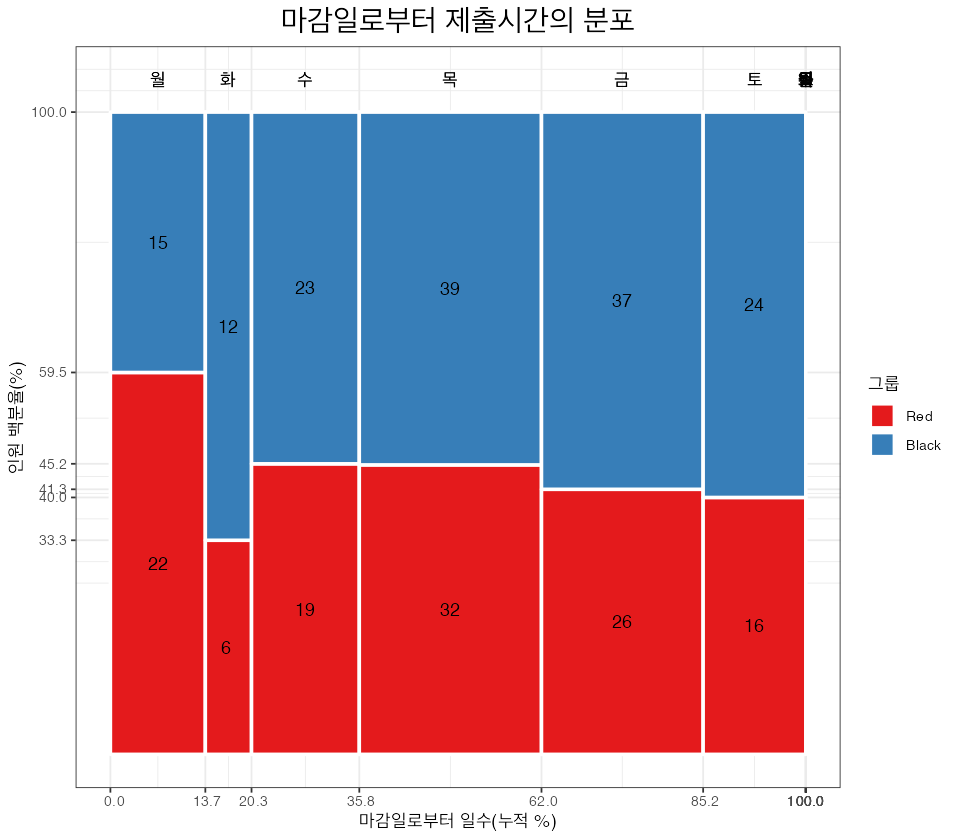 마감일로부터 제출시간의 분포
월 화 수 목 금 토
100.0
59.5
45.2
41.3
40.0
33.3
인원 백분율(%)
15 12 23 39 37 24
22 6 19 32 26 16
그룹
Red
Black
0.0 13.7 20.3 35.8 62.0 85.2 100.0
마감일로부터 일수(누적 %)